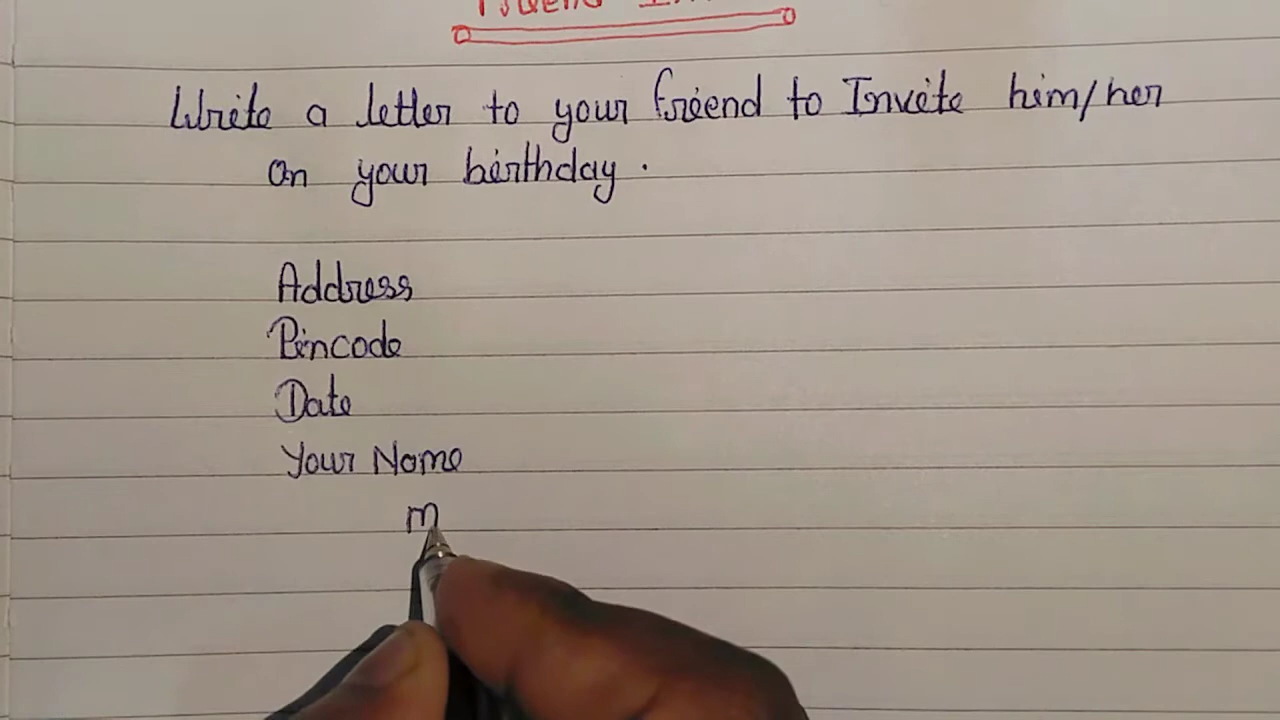 Write a letter to your friend to Invite him/her
on your birthday.
Address
Pincode
Date
Your Name
m